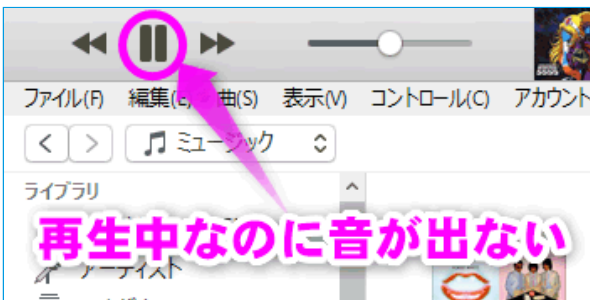 ファイル(F) 編集(E) 曲(S) 表示(V) コントロール(C) アカウント
ミュージック
ライブラリ
再生中なのに音が出ない
アーティスト